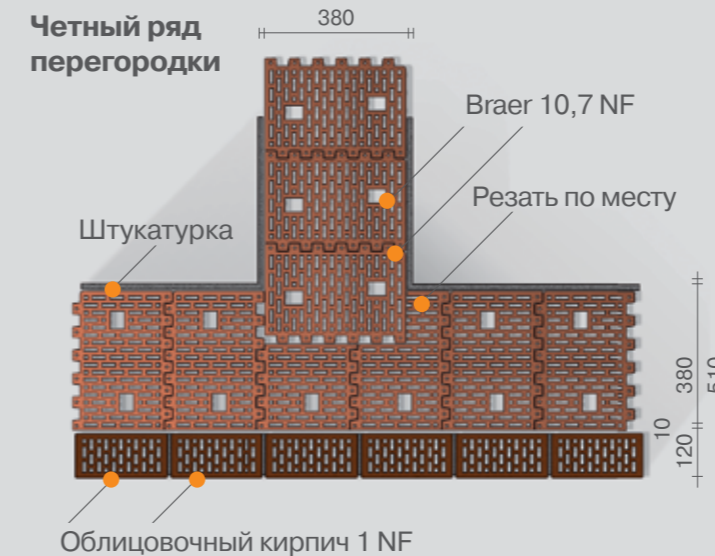 Четный ряд
перегородки
380
Braer 10,7 NF
Резать по месту
Штукатурка
380
510
10
120
Облицовочный кирпич 1 NF